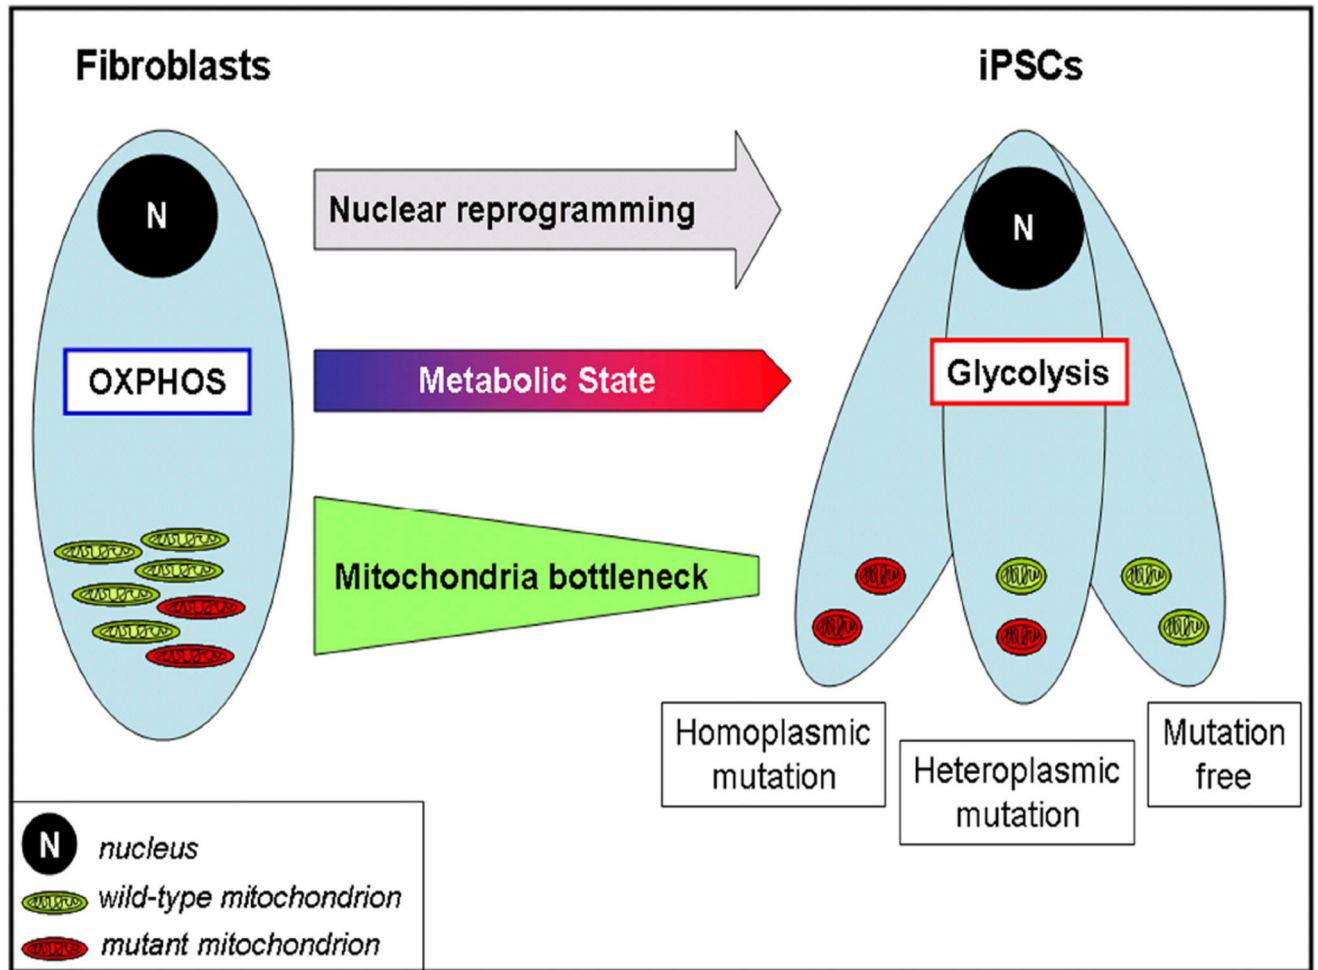 Fibroblasts
iPSCs
N
Nuclear reprogramming
N
OXPHOS
Metabolic State
Glycolysis
Mitochondria bottleneck
Homoplasmic
mutation
Heteroplasmic
mutation
Mutation
free
N
nucleus
wild-type mitochondrion
mutant mitochondrion